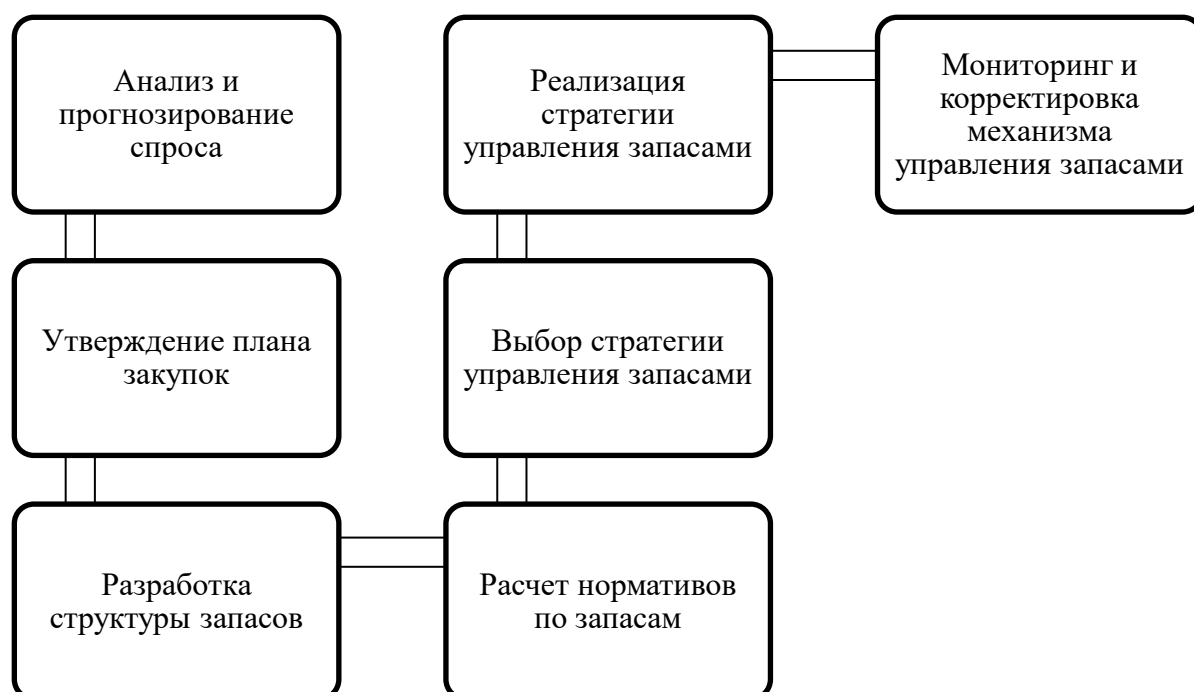 Анализ и
прогнозирование
спроса
Утверждение плана
закупок
Разработка
структуры запасов
Расчет нормативов
по запасам
Выбор стратегии
управления запасами
Реализация
стратегии
управления запасами
Мониторинг и
корректировка
механизма
управления запасами